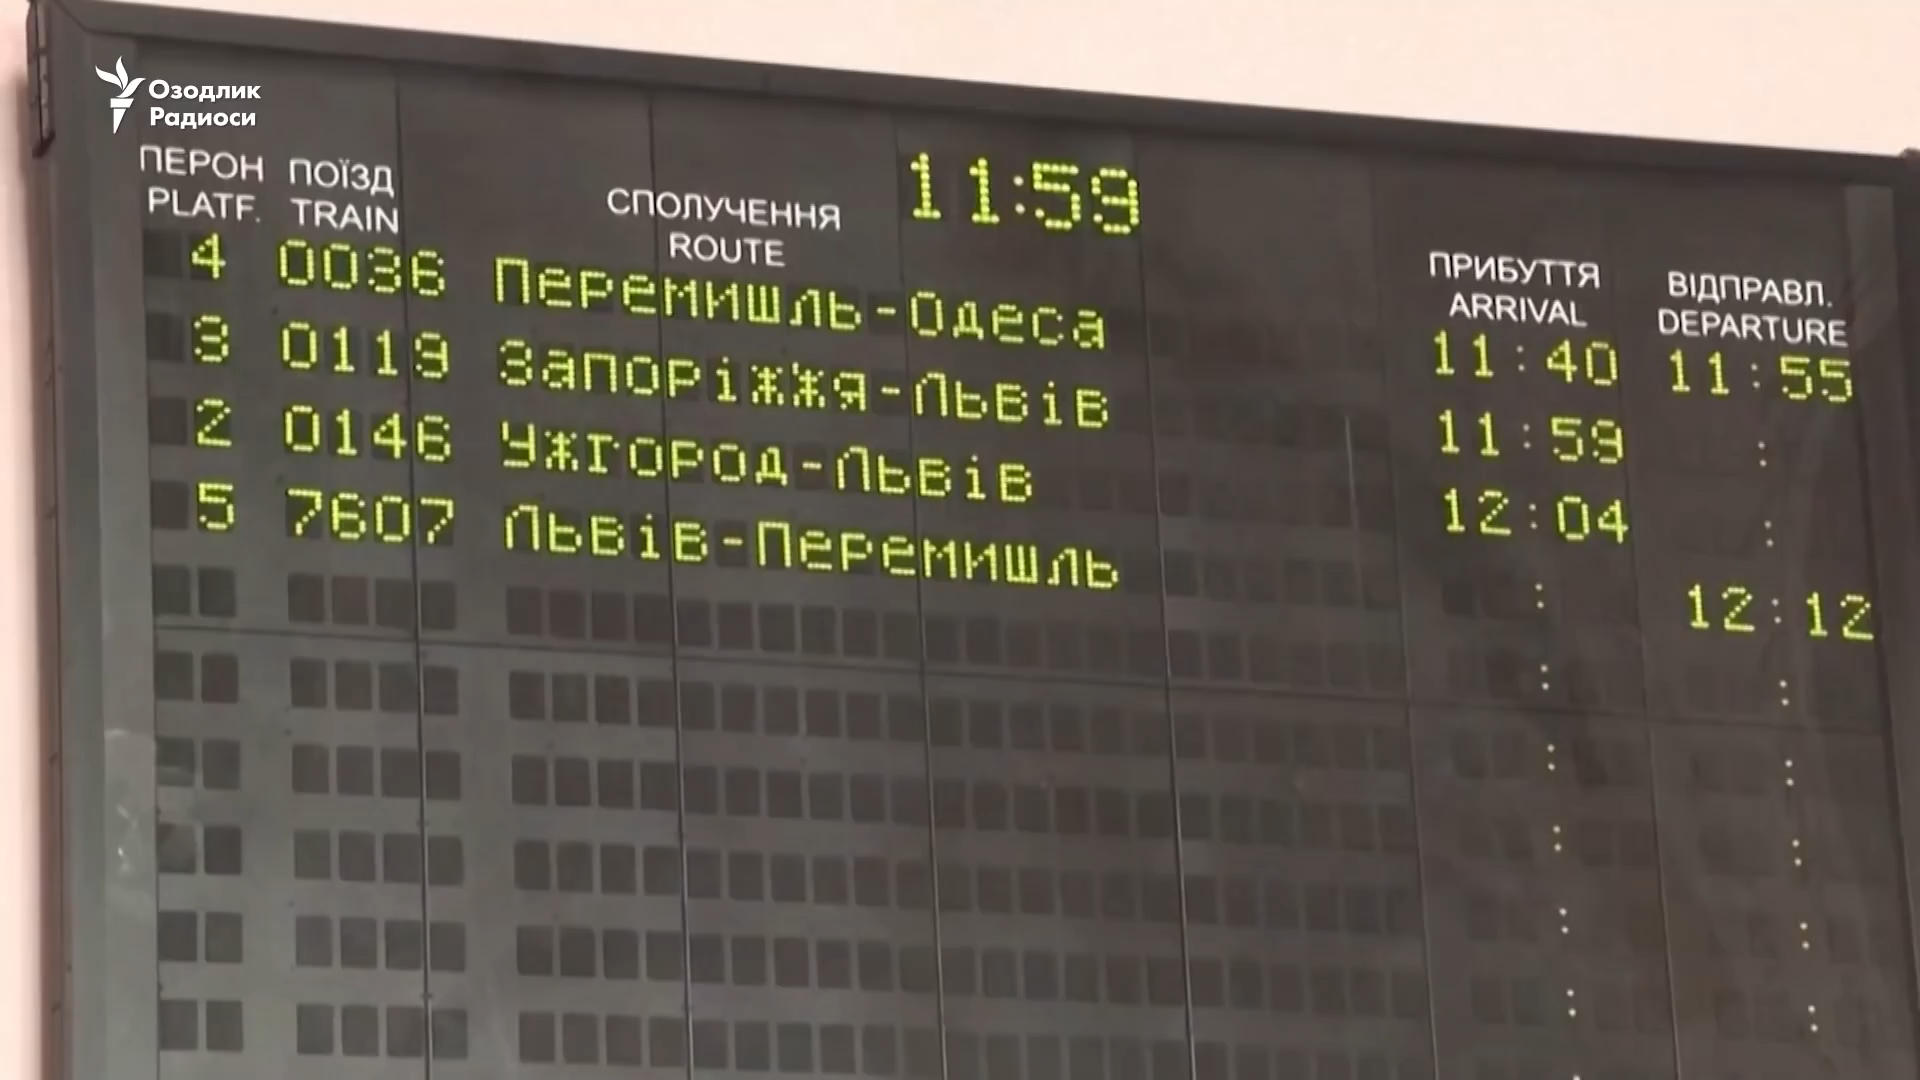 Озодлик
Радиоси
ПЕРОН ПОЇЗД СПОЛУЧЕННЯ 11:59 ПРИБУТТЯ ВІДПРАВЛ.
PLATF. TRAIN ROUTE ARRIVAL DEPARTURE
4 0036 Перемишль-Одеса 11:40 11:55
3 0119 Запоріжжя-Львів 11:59 :
2 0146 Ужгород-Львів 12:04 :
5 7607 Львів-Перемишль : 12:12